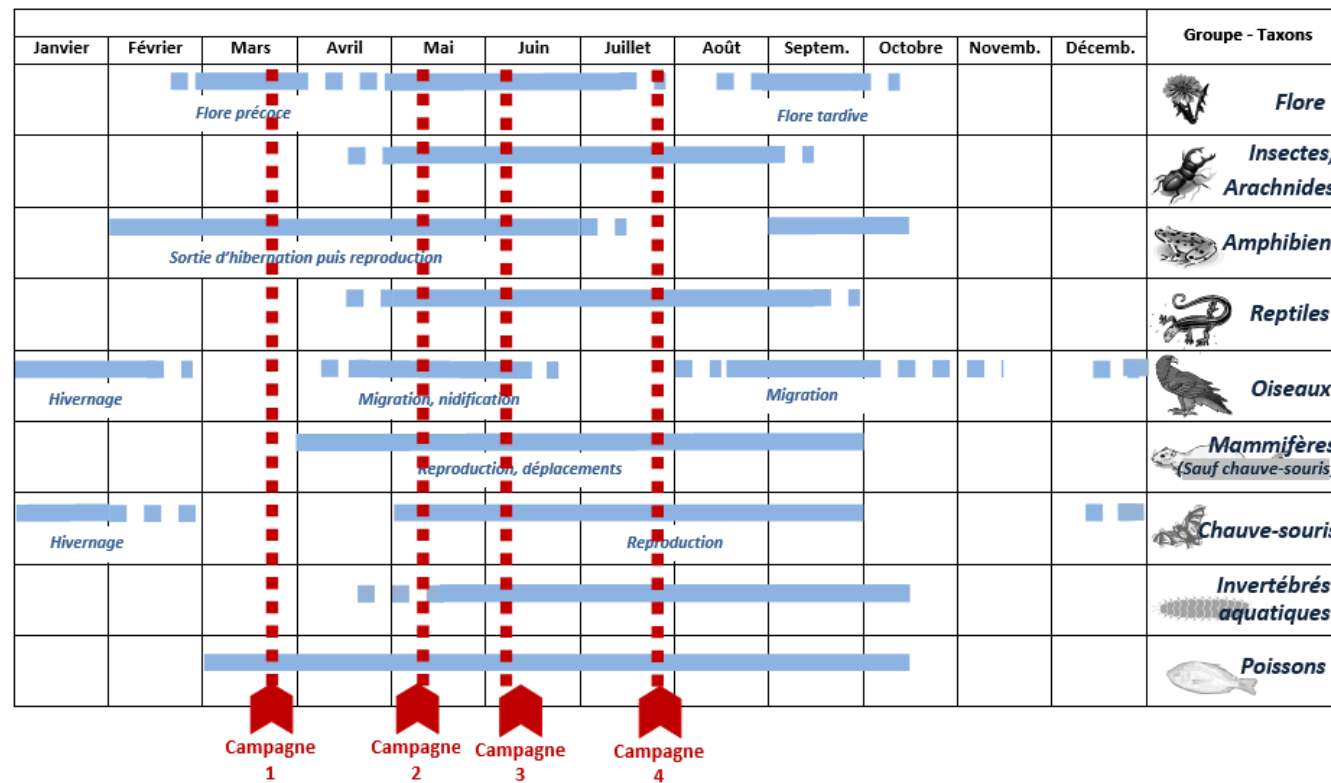 Janvier Février Mars Avril Mai Juin Juillet Août Septem. Octobre Novemb. Décemb. Groupe - Taxons
Flore précoce Flore tardive Flore
Insectes,
Arachnides
Sortie d'hibernation puis reproduction Amphibien
Reptiles
Hivernage Migration, nidification Migration Oiseaux
Mammifères
Reproduction, déplacements (Sauf chauve-souris)
Hivernage Reproduction Chauve-souris
Invertébrés
aquatiques
Poissons
Campagne Campagne Campagne Campagne
1 2 3 4